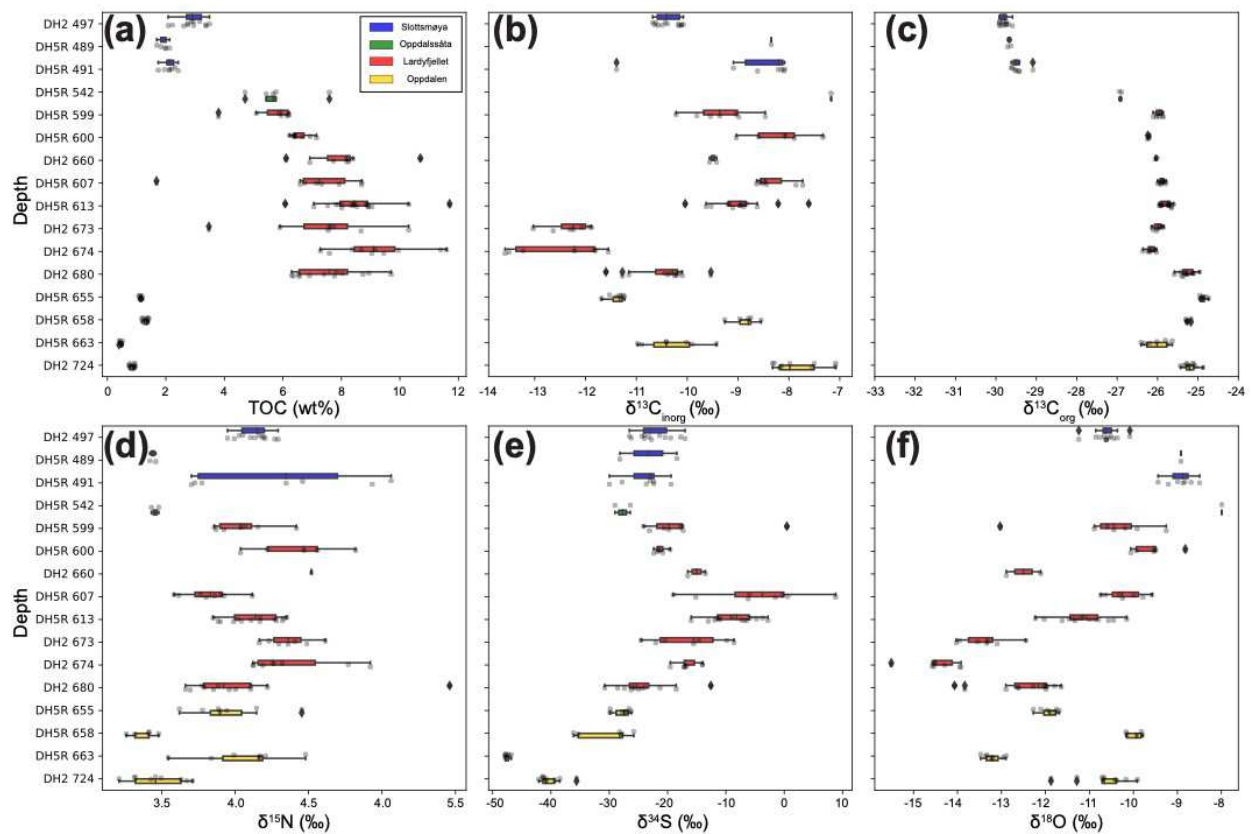 (a)
(b)
(c)
Slottsmøya
Oppdalssåta
Lardyfjellet
Oppdalen
Depth
DH2 497
DH5R 489
DH5R 491
DH5R 542
DH5R 599
DH5R 600
DH2 660
DH5R 607
DH5R 613
DH2 673
DH2 674
DH2 680
DH5R 655
DH5R 658
DH5R 663
DH2 724
0 2 4 6 8 10 12
TOC (wt%)
-14 -13 -12 -11 -10 -9 -8 -7
δ¹³C_inorg (‰)
-33 -33 -31 -30 -29 -28 -26 -26 -25 -24
δ¹³C_org (‰)
(d)
(e)
(f)
Depth
DH2 497
DH5R 489
DH5R 491
DH5R 542
DH5R 599
DH5R 600
DH2 660
DH5R 607
DH5R 613
DH2 673
DH2 674
DH2 680
DH5R 655
DH5R 658
DH5R 663
DH2 724
3.5 4.0 4.5 4.0 5.5
δ¹⁵N (‰)
-50 -40 -30 -20 -10 0 10
δ³⁴S (‰)
-15 -14 -13 -12 -11 -10 -9 -8
δ¹⁸O (‰)